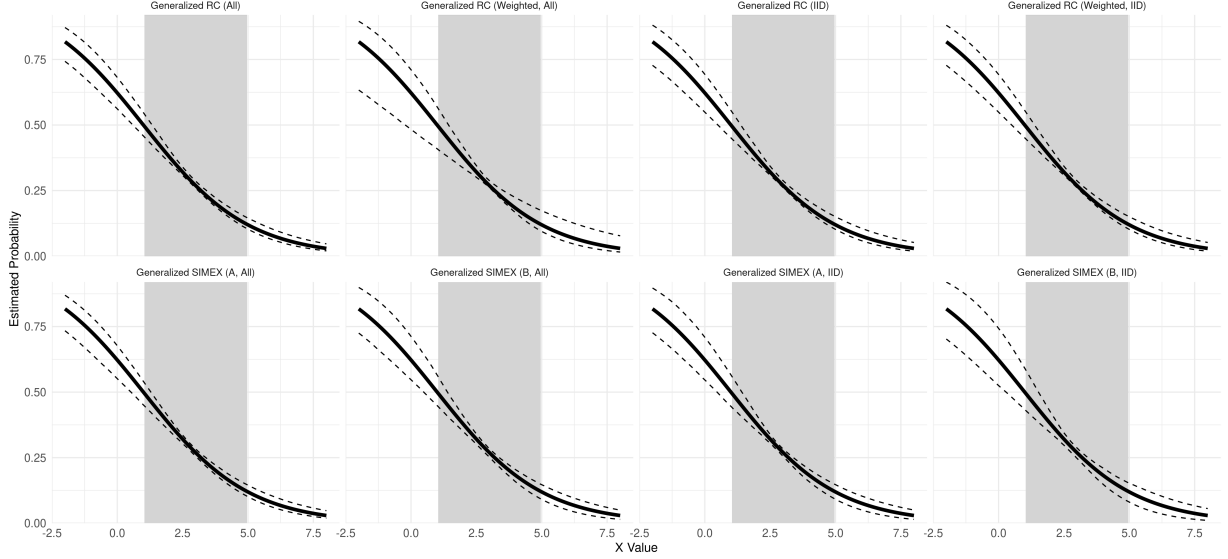 Generalized RC (All) Generalized RC (Weighted, All) Generalized RC (IID) Generalized RC (Weighted, IID)
0.75
0.50
0.25
0.00
Estimated Probability
Generalized SIMEX (A, All) Generalized SIMEX (B, All) Generalized SIMEX (A, IID) Generalized SIMEX (B, IID)
0.75
0.50
0.25
0.00
-2.5 0.0 2.5 5.0 7.5 -2.5 0.0 2.5 5.0 7.5 -2.5 0.0 2.5 5.0 7.5 -2.5 0.0 2.5 5.0 7.5
X Value